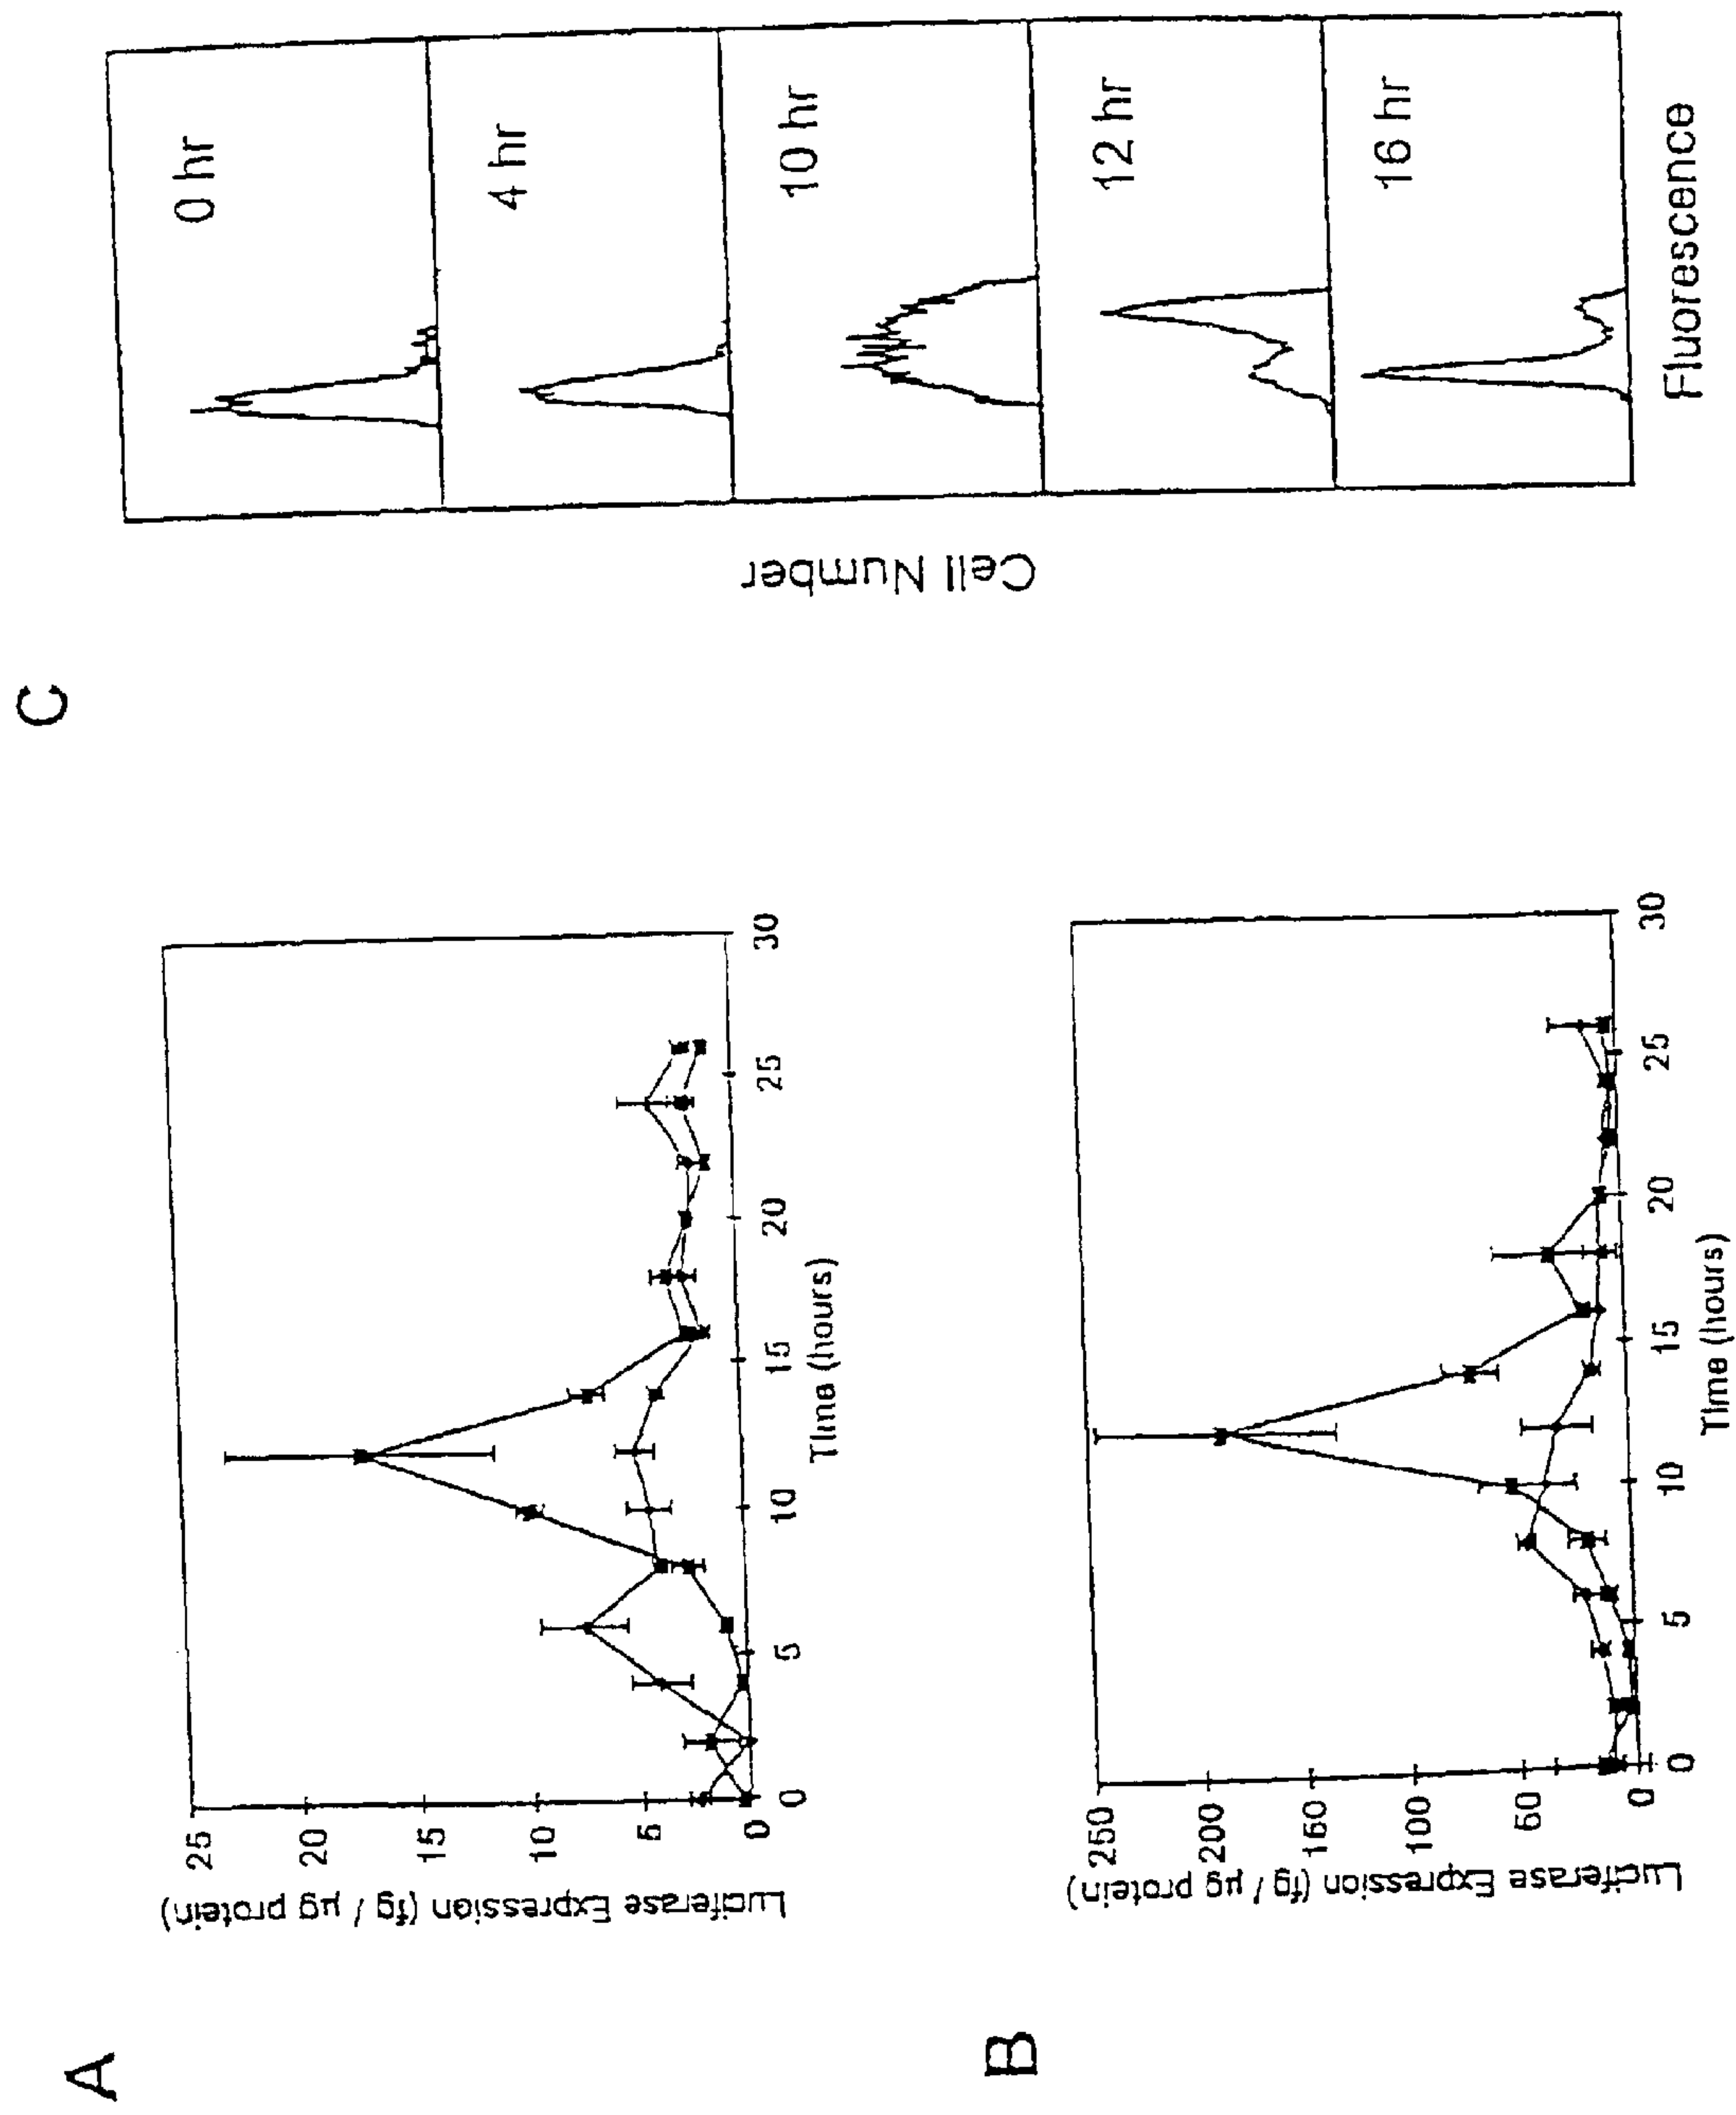 A
Luciferase Expression (fg / µg protein)
25
20
15
10
5
0
0 5 10 15 20 25 30
Time (hours)
B
Luciferase Expression (fg / µg protein)
250
200
150
100
50
0
0 5 10 15 20 25 30
Time (hours)
C
Cell Number
0 hr
4 hr
10 hr
12 hr
16 hr
Fluorescence